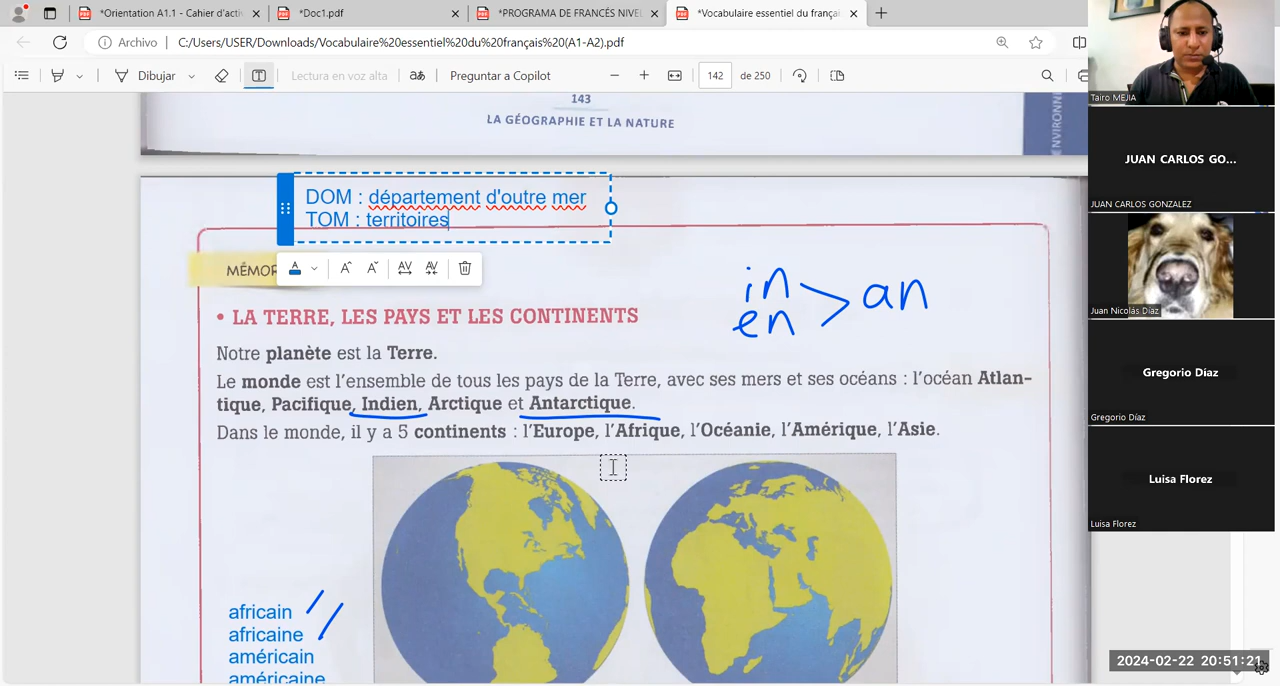 *Orientation A1.1 - Cahier d'acti
*Doc1.pdf
*PROGRAMA DE FRANCÉS NIVE
*Vocabulaire essentiel du françai
Archivo
C:/Users/USER/Downloads/Vocabulaire%20essentiel%20du%20français%20(A1-A2).pdf
Dibujar
Lectura en voz alta
aあ
Preguntar a Copilot
142
de 250
143
LA GÉOGRAPHIE ET LA NATURE
ENVIRONNE
DOM : département d'outre mer
TOM : territoires
MÉMOR
in
en
an
• LA TERRE, LES PAYS ET LES CONTINENTS
Notre planète est la Terre.
Le monde est l'ensemble de tous les pays de la Terre, avec ses mers et ses océans : l'océan Atlan-
tique, Pacifique, Indien, Arctique et Antarctique.
Dans le monde, il y a 5 continents : l'Europe, l'Afrique, l'Océanie, l'Amérique, l'Asie.
africain
africaine
américain
américaine
Tairo MEJIA
JUAN CARLOS GO...
JUAN CARLOS GONZALEZ
Juan Nicolás Díaz
Gregorio Díaz
Gregorio Díaz
Luisa Florez
Luisa Florez
2024-02-22 20:51:21